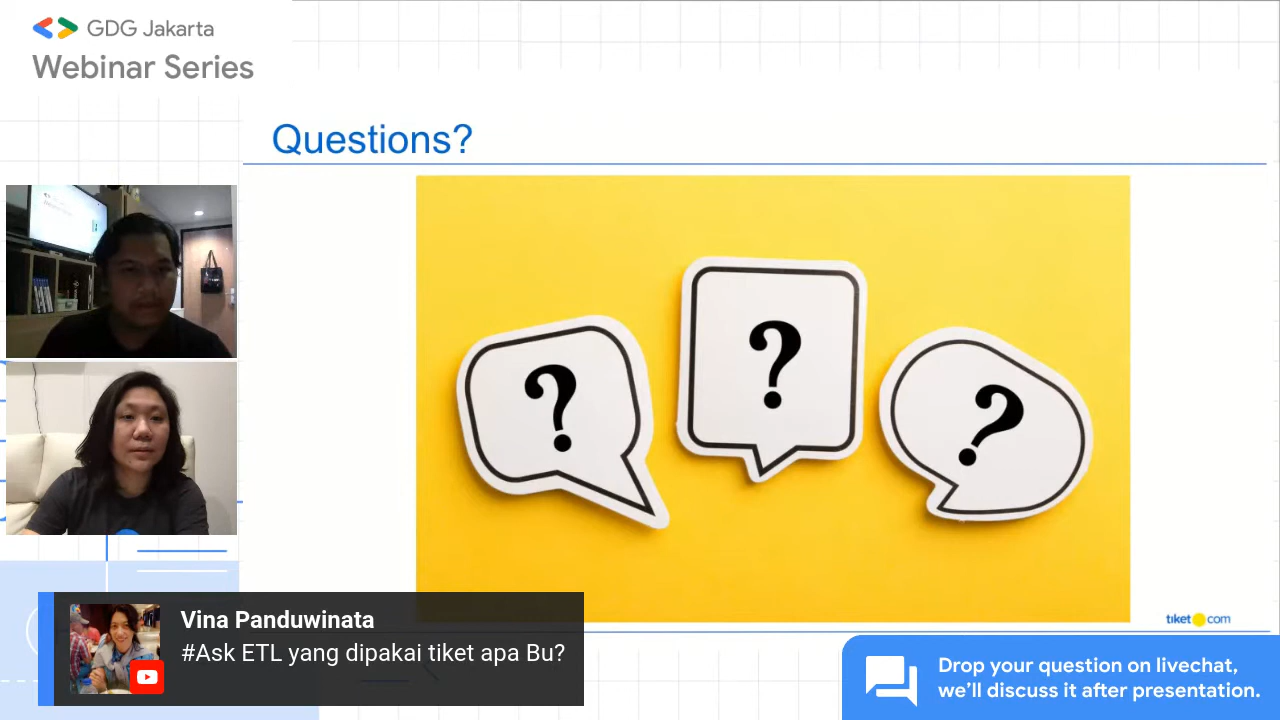 GDG Jakarta
Webinar Series
Questions?
?
?
?
Vina Panduwinata
#Ask ETL yang dipakai tiket apa Bu?
tiket com
Drop your question on livechat,
we'll discuss it after presentation.